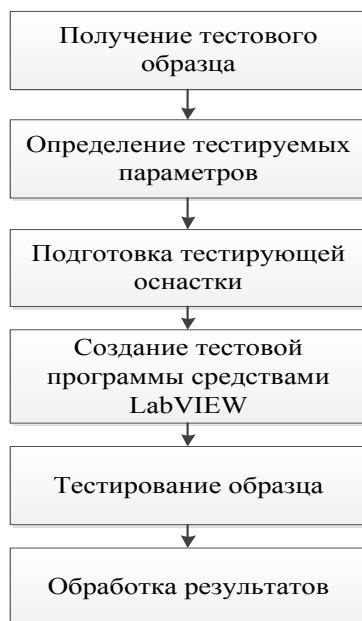 Получение тестового
образца
Определение тестируемых
параметров
Подготовка тестирующей
оснастки
Создание тестовой
программы средствами
LabVIEW
Тестирование образца
Обработка результатов